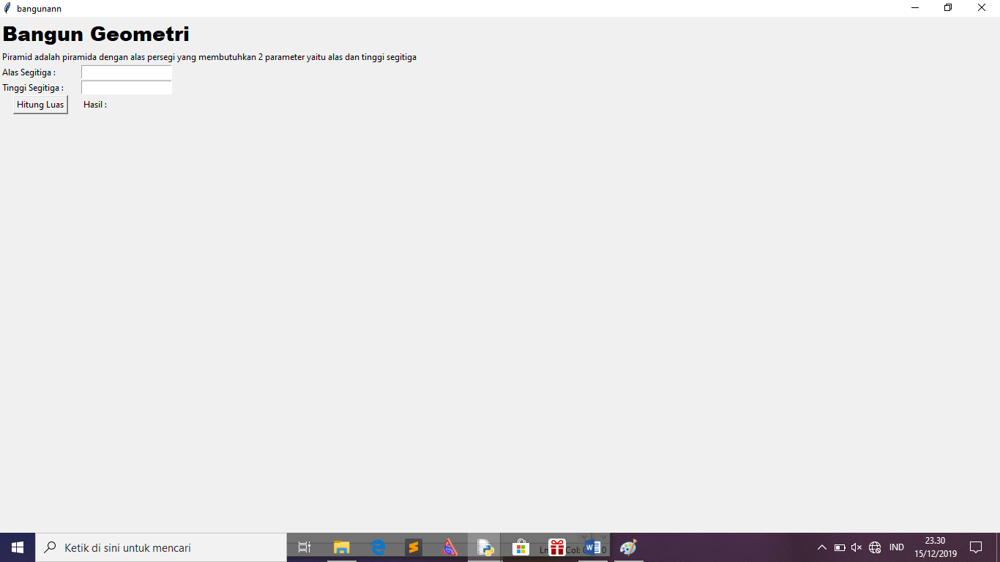 bangunann
Bangun Geometri
Piramid adalah piramida dengan alas persegi yang membutuhkan 2 parameter yaitu alas dan tinggi segitiga
Alas Segitiga :
Tinggi Segitiga :
Hitung Luas Hasil :
Ketik di sini untuk mencari
Ln Col: 0
IND
23.30
15/12/2019